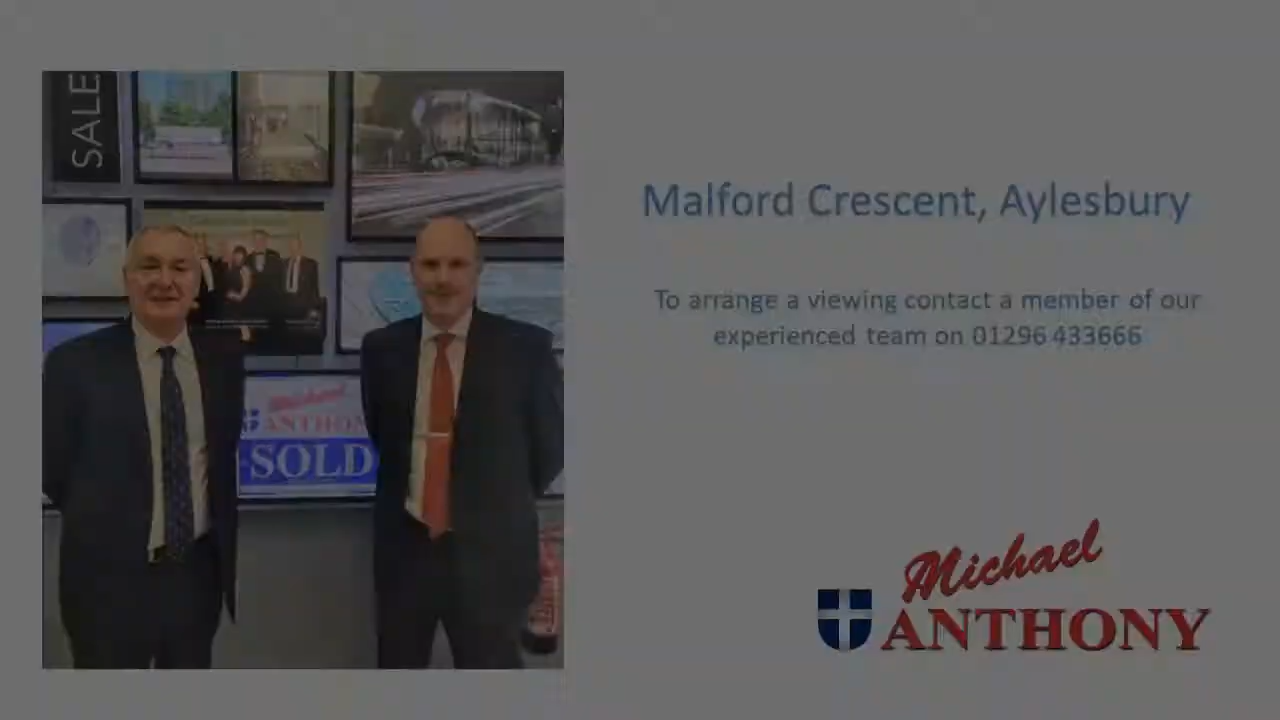 SALE
Michael
ANTHONY
SOLD
Malford Crescent, Aylesbury
To arrange a viewing contact a member of our
experienced team on 01296 433666
Michael
ANTHONY